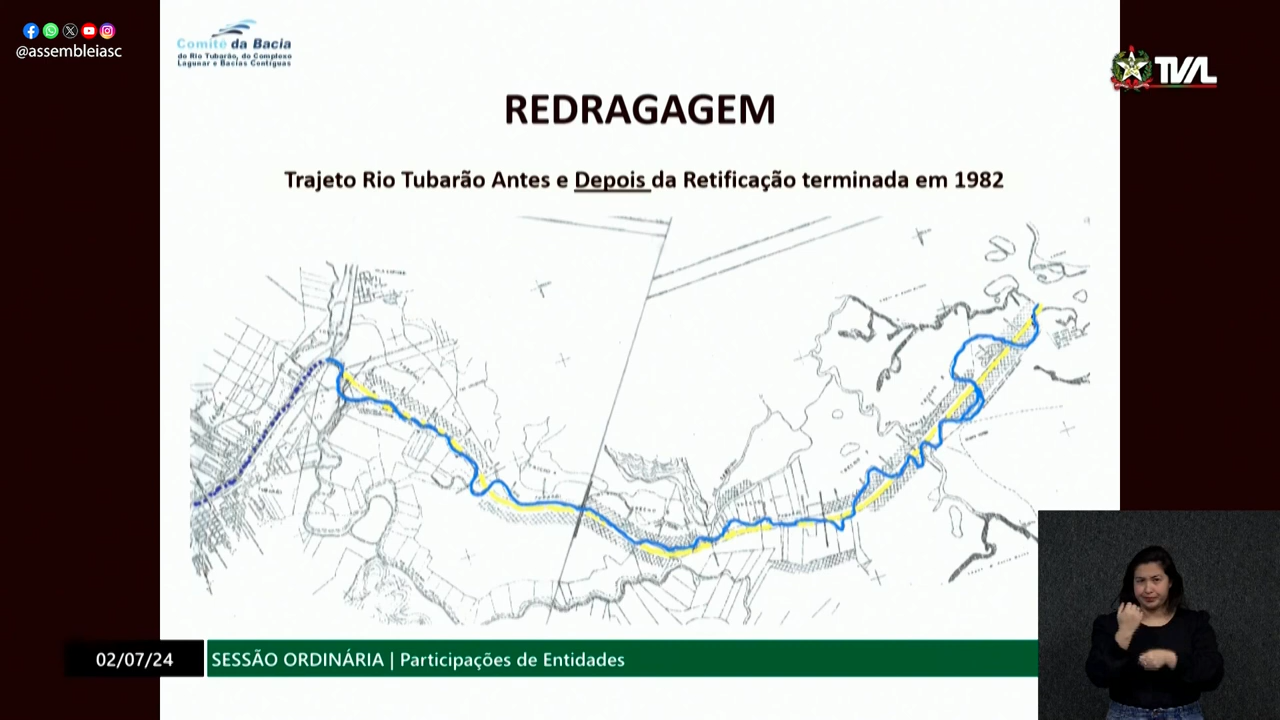 @assembleiasc
Comitê da Bacia
do Rio Tubarão, do Complexo
Lagunar e Bacias Contíguas
TVAL
REDRAGAGEM
Trajeto Rio Tubarão Antes e Depois da Retificação terminada em 1982
02/07/24
SESSÃO ORDINÁRIA | Participações de Entidades